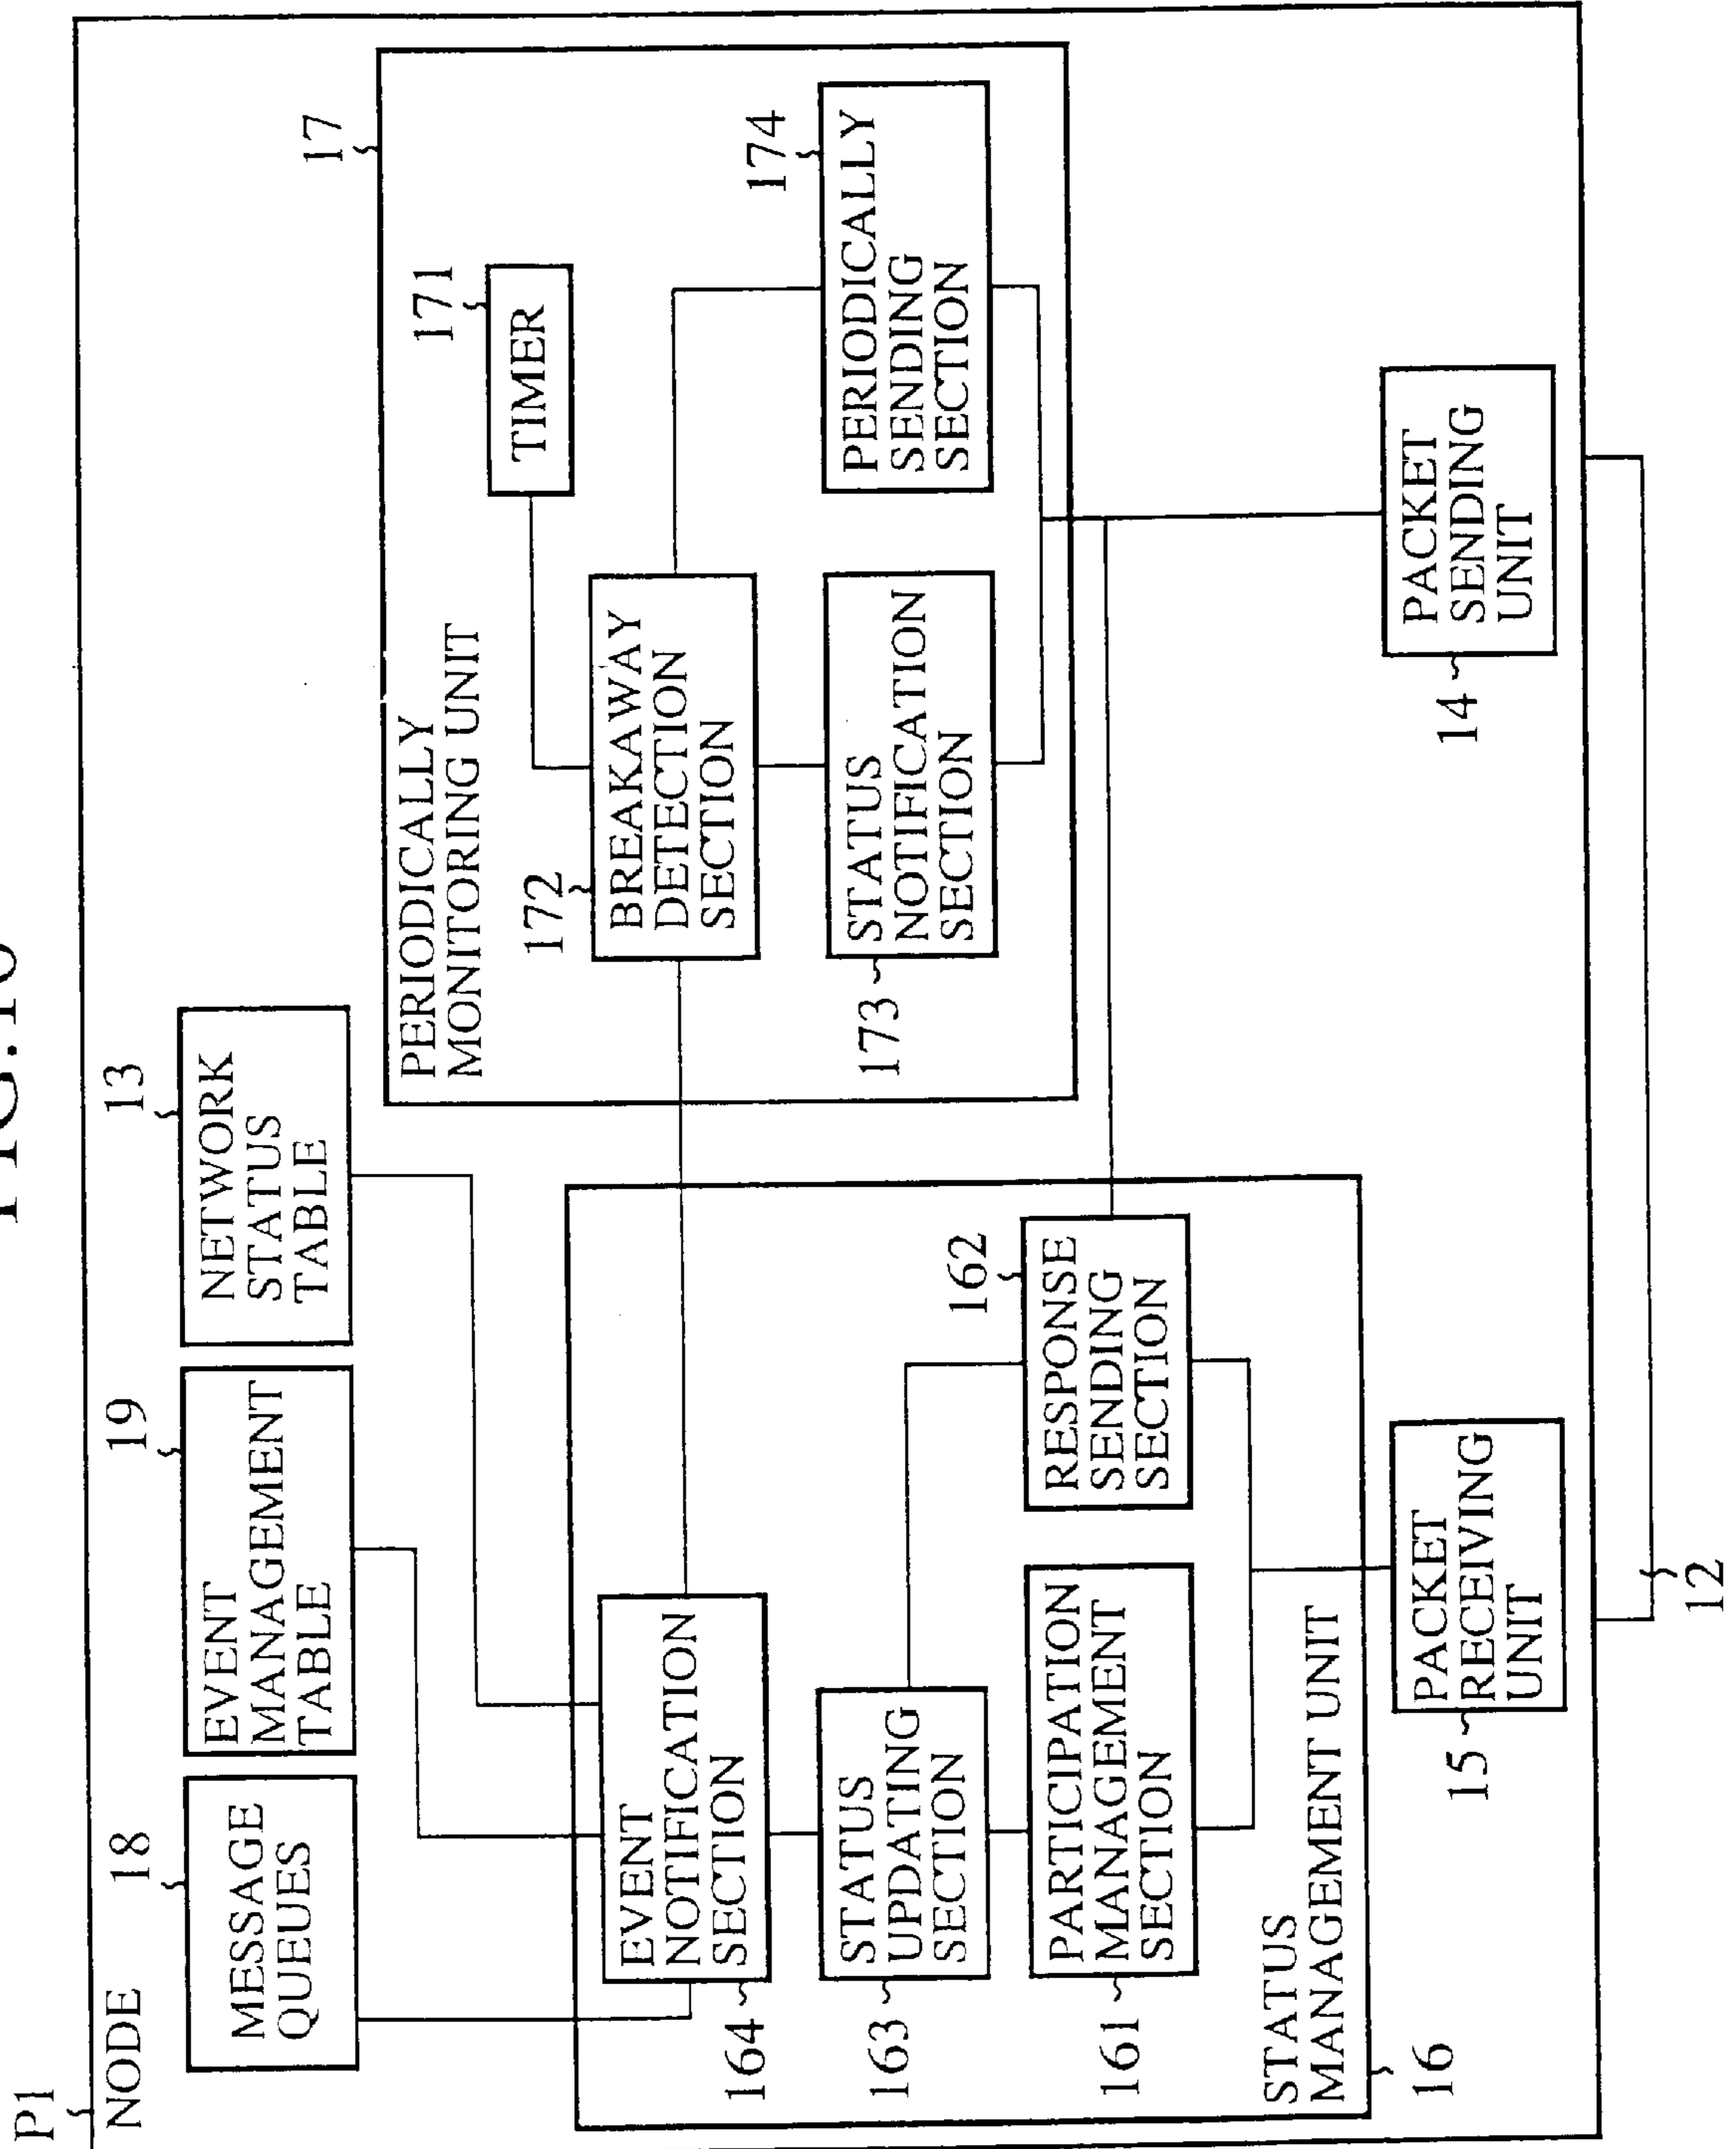 P1
NODE
18
MESSAGE
QUEUES
19
EVENT
MANAGEMENT
TABLE
13
NETWORK
STATUS
TABLE
17
PERIODICALLY
MONITORING UNIT
171
TIMER
172
BREAKAWAY
DETECTION
SECTION
174
PERIODICALLY
SENDING
SECTION
173
STATUS
NOTIFICATION
SECTION
164
EVENT
NOTIFICATION
SECTION
163
STATUS
UPDATING
SECTION
162
RESPONSE
SENDING
SECTION
161
PARTICIPATION
MANAGEMENT
SECTION
STATUS
MANAGEMENT UNIT
16
15
PACKET
RECEIVING
UNIT
14
PACKET
SENDING
UNIT
12